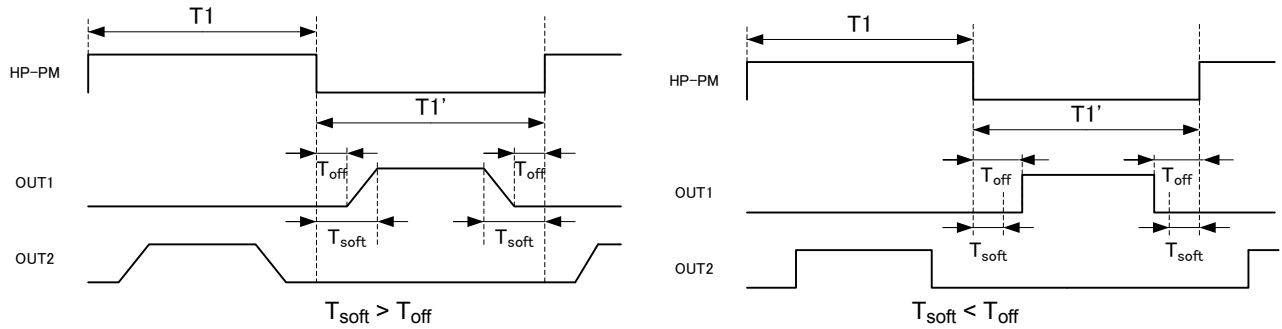 T1
HP-PM
T1'
Toff
Toff
OUT1
Tsoft
Tsoft
OUT2
Tsoft > Toff
T1
HP-PM
T1'
Toff
Toff
OUT1
Tsoft
Tsoft
OUT2
Tsoft < Toff